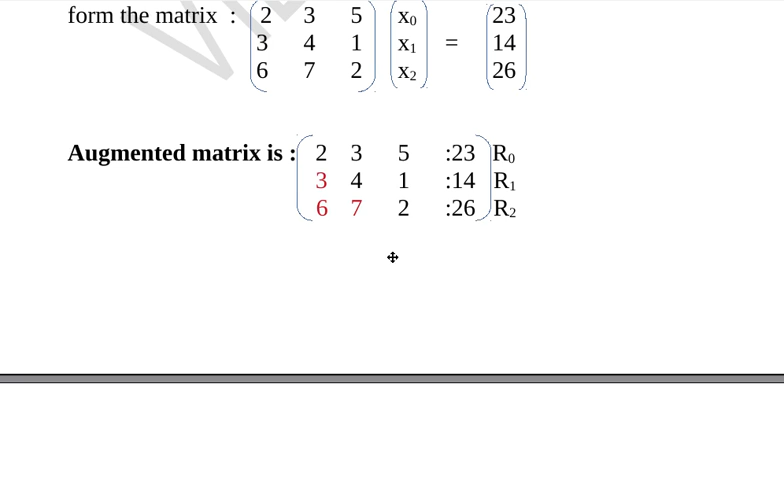 form the matrix : 2 3 5 x₀ 23
3 4 1 x₁ = 14
6 7 2 x₂ 26
Augmented matrix is : 2 3 5 :23 R₀
3 4 1 :14 R₁
6 7 2 :26 R₂